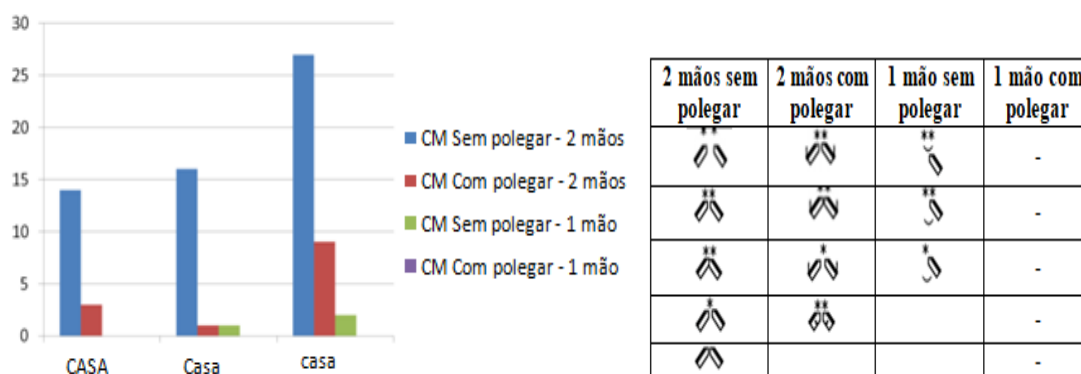 30
25
20
15
10
5
0
CASA
Casa
casa
CM Sem polegar - 2 mãos
CM Com polegar - 2 mãos
CM Sem polegar - 1 mão
CM Com polegar - 1 mão
2 mãos sem polegar
2 mãos com polegar
1 mão sem polegar
1 mão com polegar
-
-
-
-
-